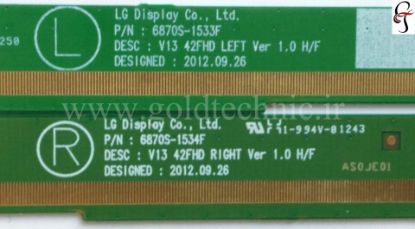 LG Display Co., Ltd.
250
L
P/N : 6870S-1533F
DESC : V13 42FHD LEFT Ver 1.0 H/F
DESIGNED : 2012.09.26
www.goldtechnic.ir
R
LG Display Co., Ltd.
P/N : 6870S-1534F
DESC : V13 42FHD RIGHT Ver 1.0 H/F
DESIGNED : 2012.09.26
11-994V-01243
AS0JE01